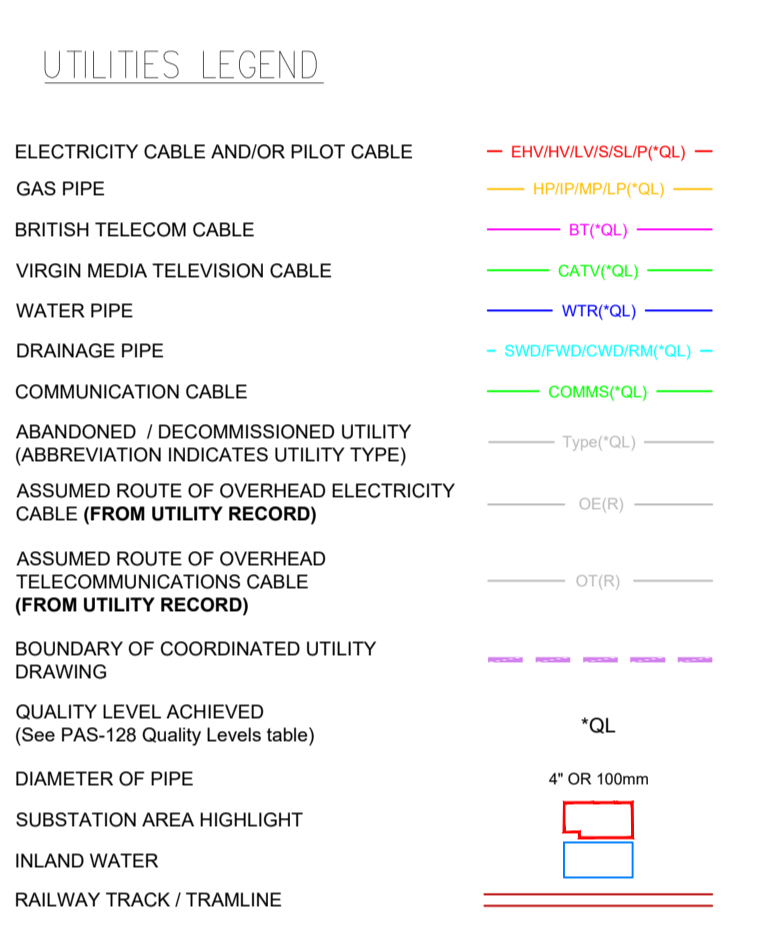 UTILITIES LEGEND
ELECTRICITY CABLE AND/OR PILOT CABLE EHV/HV/LV/S/SL/P(*QL)
GAS PIPE HP/IP/MP/LP(*QL)
BRITISH TELECOM CABLE BT(*QL)
VIRGIN MEDIA TELEVISION CABLE CATV(*QL)
WATER PIPE WTR(*QL)
DRAINAGE PIPE SWD/FWD/CWD/RM(*QL)
COMMUNICATION CABLE COMMS(*QL)
ABANDONED / DECOMMISSIONED UTILITY
(ABBREVIATION INDICATES UTILITY TYPE) Type(*QL)
ASSUMED ROUTE OF OVERHEAD ELECTRICITY
CABLE (FROM UTILITY RECORD) OE(R)
ASSUMED ROUTE OF OVERHEAD
TELECOMMUNICATIONS CABLE OT(R)
(FROM UTILITY RECORD)
BOUNDARY OF COORDINATED UTILITY
DRAWING
QUALITY LEVEL ACHIEVED *QL
(See PAS-128 Quality Levels table)
DIAMETER OF PIPE 4" OR 100mm
SUBSTATION AREA HIGHLIGHT
INLAND WATER
RAILWAY TRACK / TRAMLINE